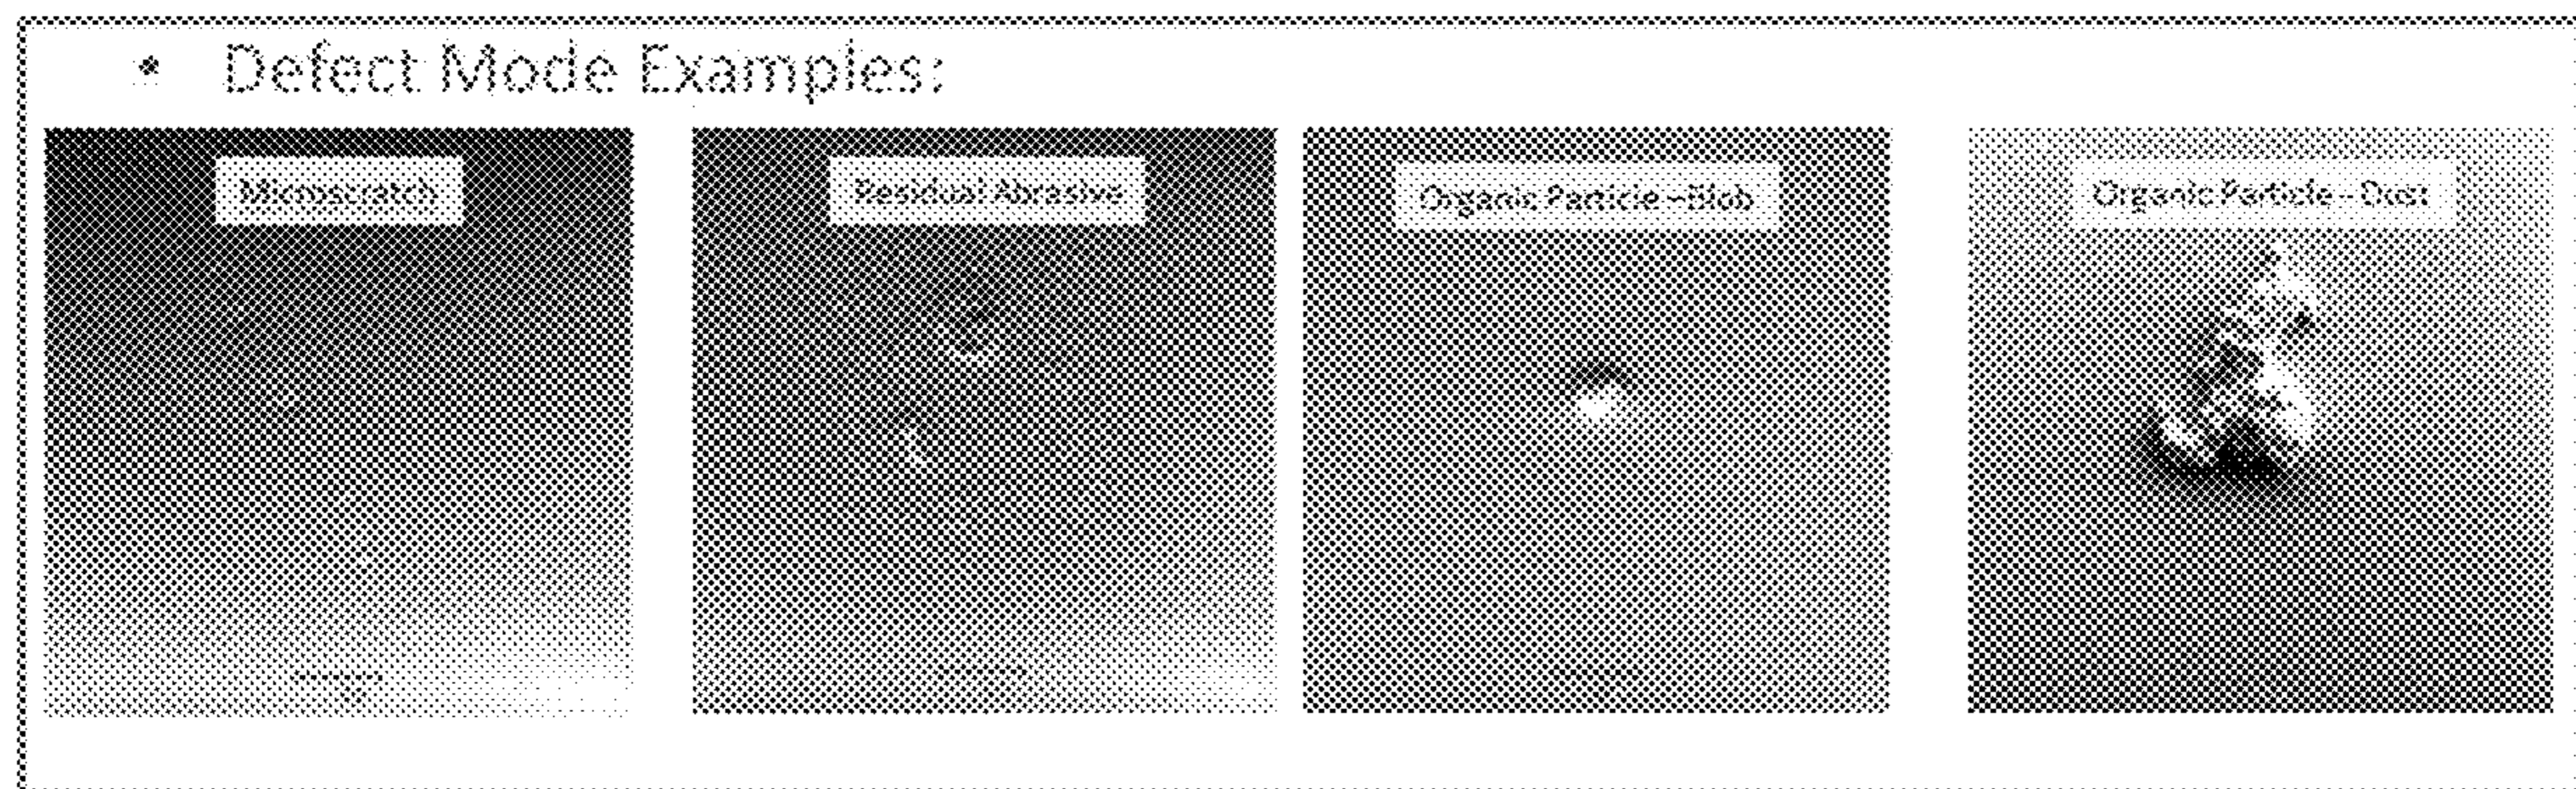 • Defect Mode Examples:
Microscratch
Residual Abrasive
Organic Particle – Blob
Organic Particle - Dust